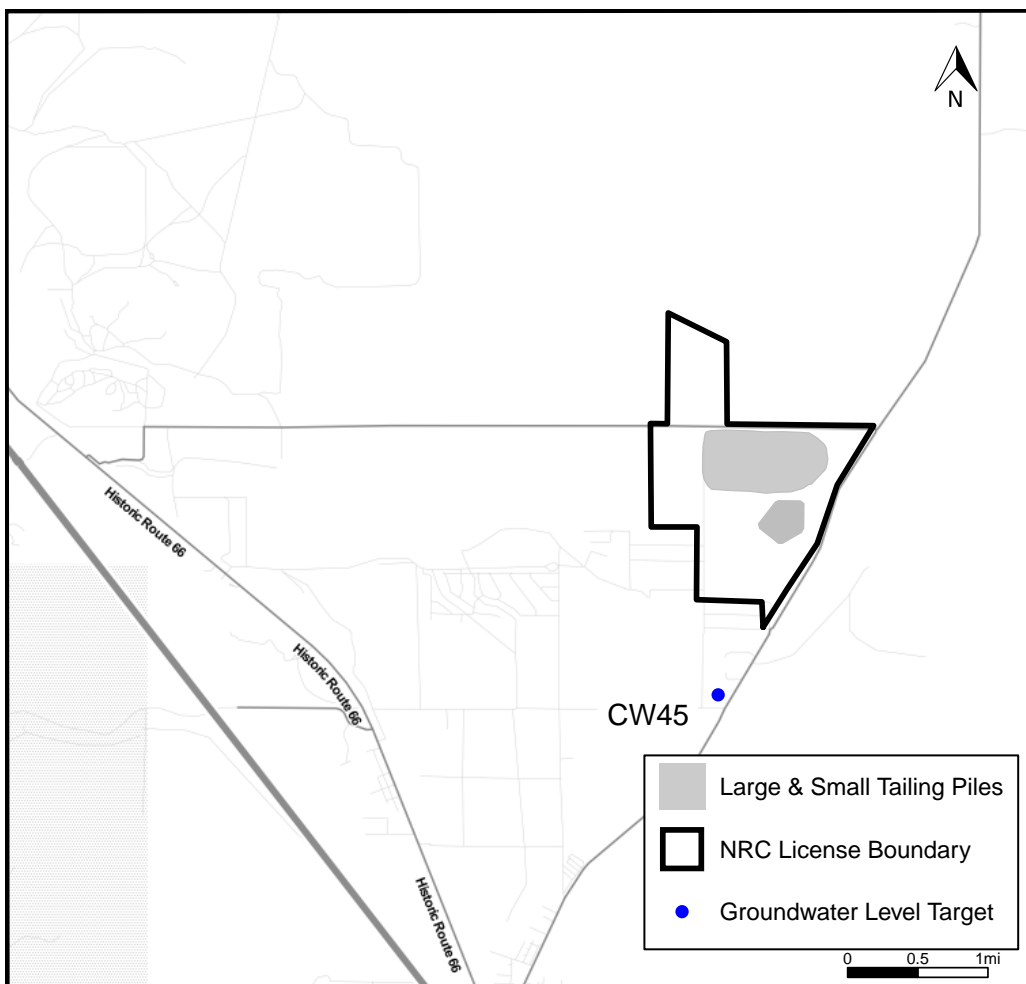 N
Historic Route 66
Historic Route 66
CW45
Large & Small Tailing Piles
NRC License Boundary
Groundwater Level Target
Historic Route 66
0 0.5 1mi